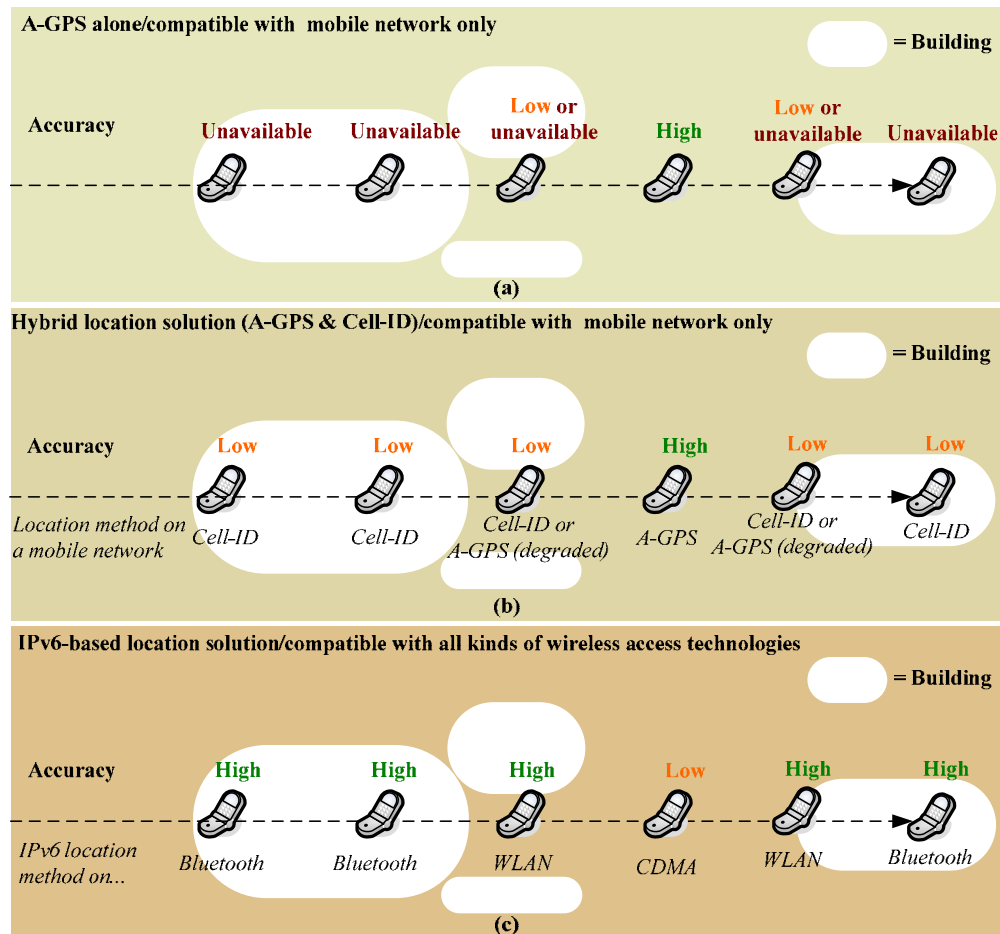 A-GPS alone/compatible with mobile network only
= Building
Accuracy
Unavailable
Unavailable
Low or
unavailable
High
Low or
unavailable
Unavailable
(a)
Hybrid location solution (A-GPS & Cell-ID)/compatible with mobile network only
= Building
Accuracy
Low
Low
Low
High
Low
Low
Location method on
a mobile network
Cell-ID
Cell-ID
Cell-ID or
A-GPS (degraded)
A-GPS
Cell-ID or
A-GPS (degraded)
Cell-ID
(b)
IPv6-based location solution/compatible with all kinds of wireless access technologies
= Building
Accuracy
High
High
High
Low
High
High
IPv6 location
method on...
Bluetooth
Bluetooth
WLAN
CDMA
WLAN
Bluetooth
(c)